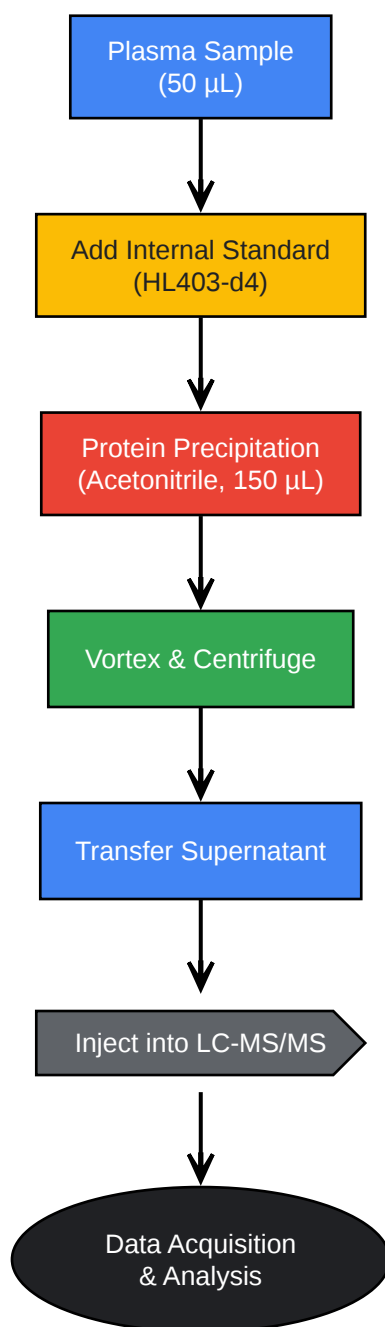 Plasma Sample
(50 µL)
Add Internal Standard
(HL403-d4)
Protein Precipitation
(Acetonitrile, 150 µL)
Vortex & Centrifuge
Transfer Supernatant
Inject into LC-MS/MS
Data Acquisition
& Analysis